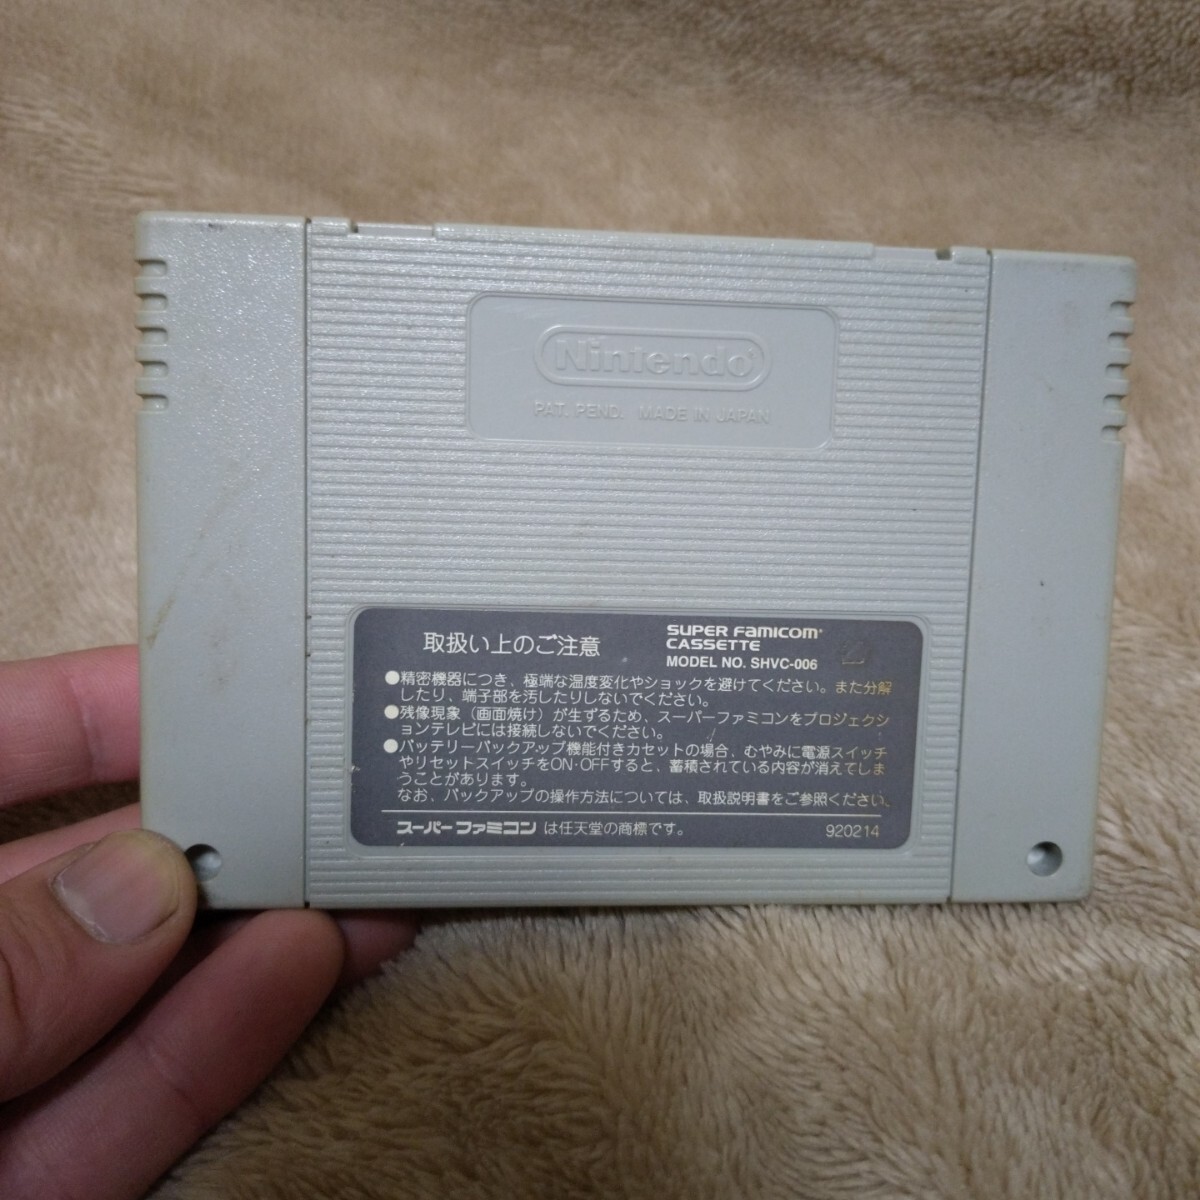 Nintendo
PAT. PEND. MADE IN JAPAN
取扱い上のご注意
SUPER Famicom
CASSETTE
MODEL NO. SHVC-006
●精密機器につき、極端な温度変化やショックを避けてください。また分解
したり、端子部を汚したりしないでください。
●残像現象（画面焼け）が生ずるため、スーパーファミコンをプロジェクシ
ョンテレビには接続しないでください。
●バッテリーバックアップ機能付きカセットの場合、むやみに電源スイッチ
やリセットスイッチをON・OFFすると、蓄積されている内容が消えてしま
うことがあります。
なお、バックアップの操作方法については、取扱説明書をご参照ください。
スーパーファミコンは任天堂の商標です。
920214